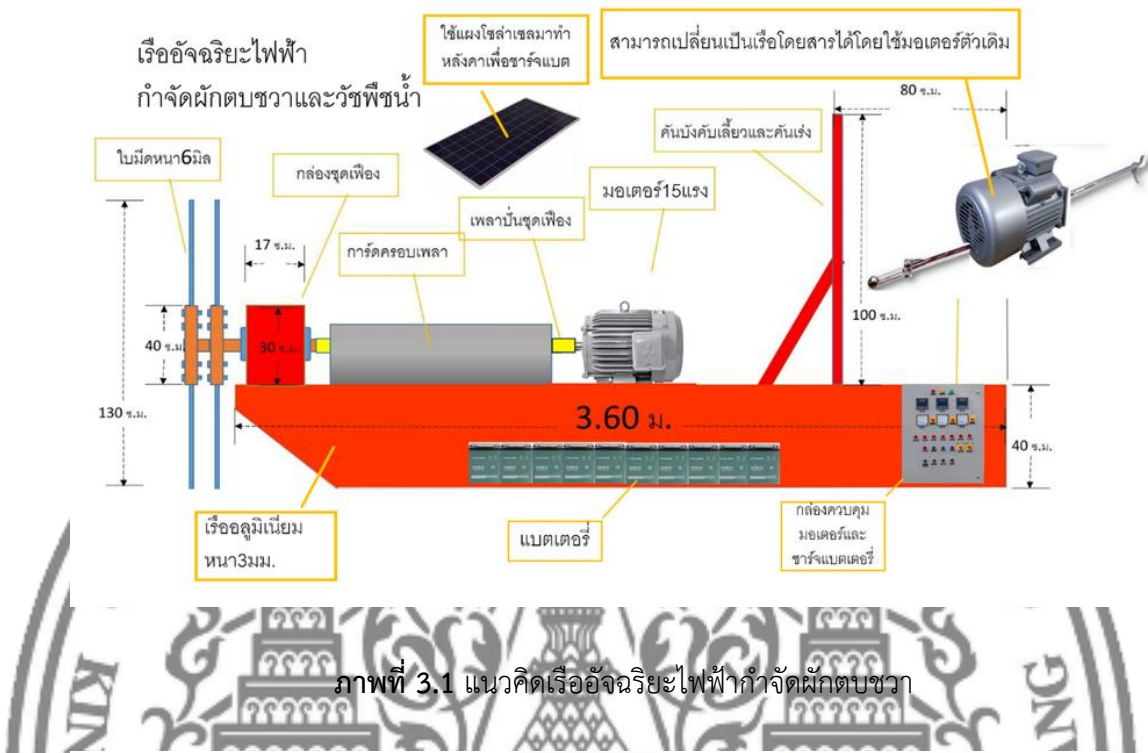 เรืออัจฉริยะไฟฟ้า
กำจัดผักตบชวาและวัชพืชน้ำ
ใช้แผงโซล่าเซลมาทำ
หลังคาเพื่อชาร์จแบต
สามารถเปลี่ยนเป็นเรือโดยสารได้โดยใช้มอเตอร์ตัวเดิม
80 ซ.ม.
ใบมีดหนา6มิล
กล่องชุดเฟือง
คันบังคับเลี้ยวและคันเร่ง
มอเตอร์15แรง
เพลาปั่นชุดเฟือง
17 ซ.ม.
การ์ดครอบเพลา
100 ซ.ม.
40 ซ.ม.
30 ซ.ม.
130 ซ.ม.
3.60 ม.
40 ซ.ม.
เรืออลูมิเนียม
หนา3มม.
แบตเตอรี่
กล่องควบคุม
มอเตอร์และ
ชาร์จแบตเตอรี่
ภาพที่ 3.1 แนวคิดเรืออัจฉริยะไฟฟ้ากำจัดผักตบชวา
KIN
NG